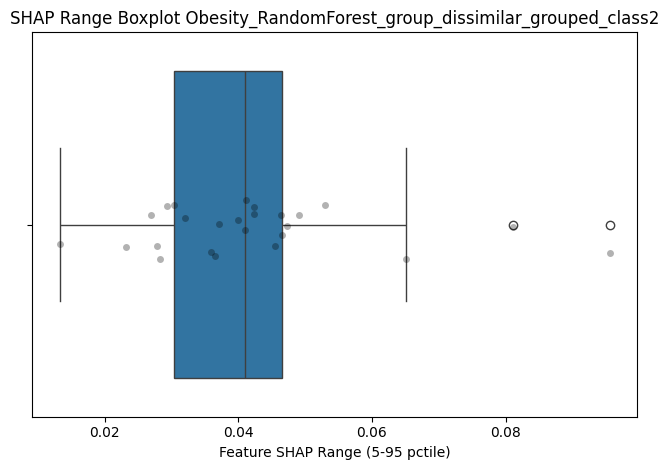 SHAP Range Boxplot Obesity_RandomForest_group_dissimilar_grouped_class2
0.02 0.04 0.06 0.08
Feature SHAP Range (5-95 pctile)